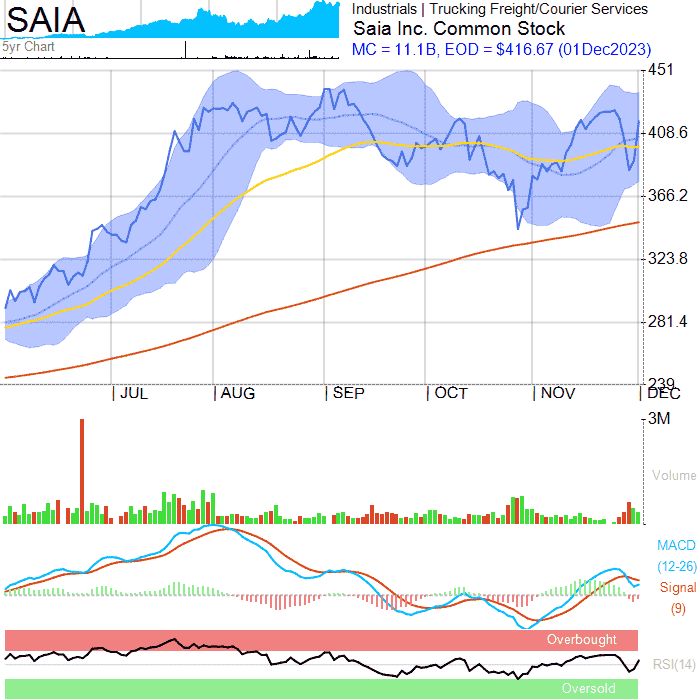 SAIA
5yr Chart
Industrials | Trucking Freight/Courier Services
Saia Inc. Common Stock
MC = 11.1B, EOD = $416.67 (01Dec2023)
451
408.6
366.2
323.8
281.4
239
JUL
AUG
SEP
OCT
NOV
DEC
3M
Volume
MACD
(12-26)
Signal
(9)
Overbought
RSI(14)
Oversold